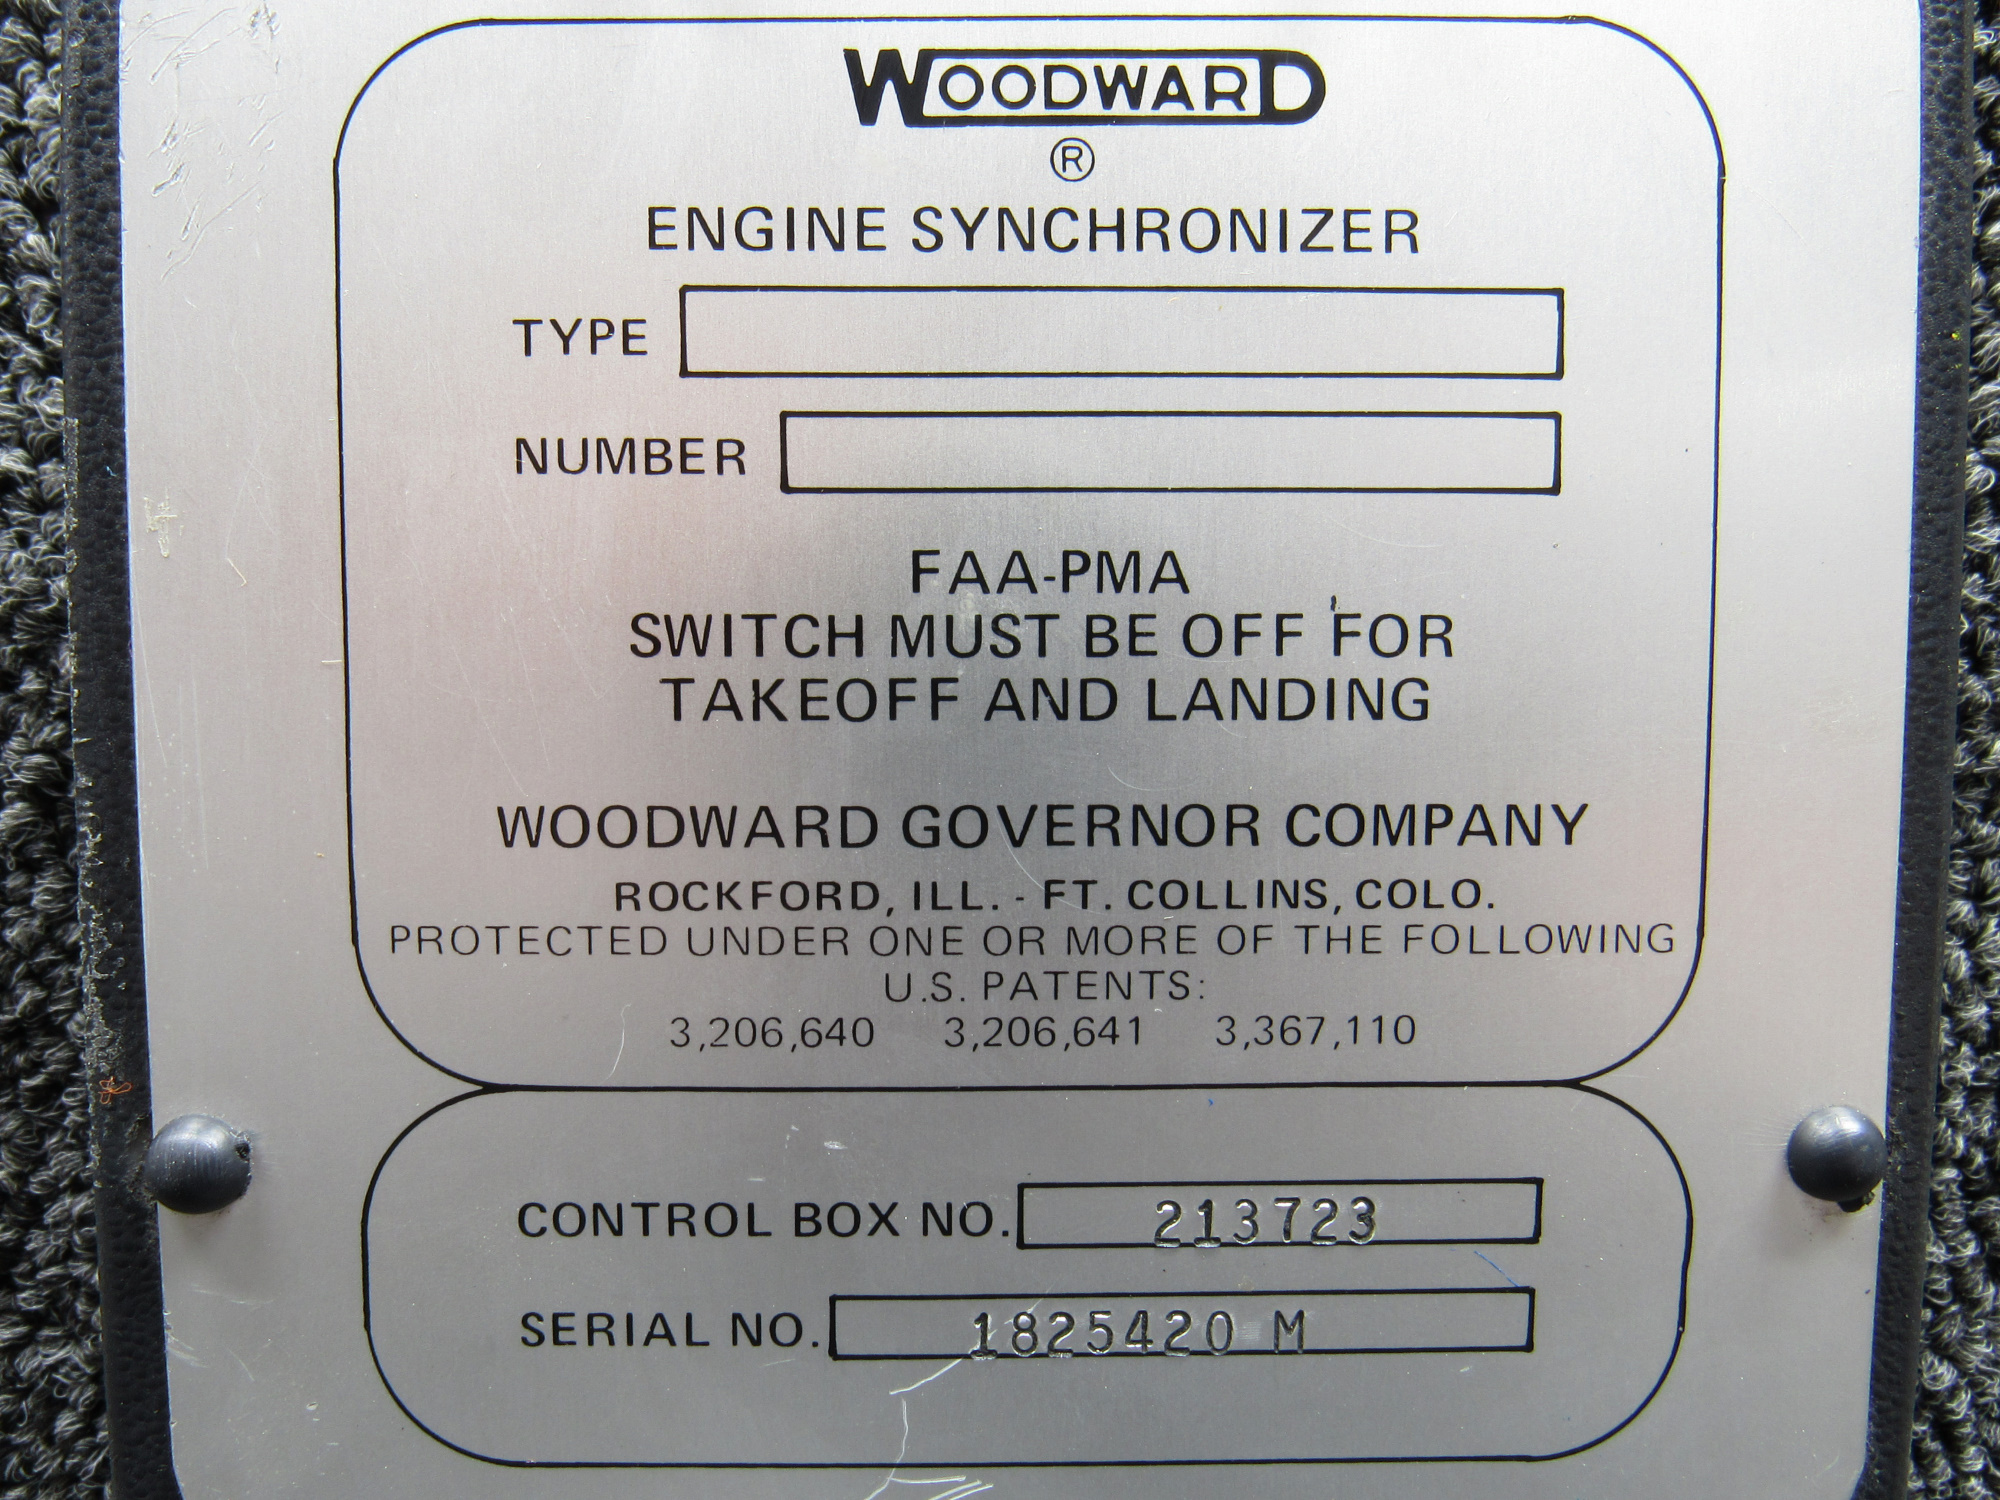 WOODWARD
®
ENGINE SYNCHRONIZER
TYPE
NUMBER
FAA-PMA
SWITCH MUST BE OFF FOR
TAKEOFF AND LANDING
WOODWARD GOVERNOR COMPANY
ROCKFORD, ILL. - FT. COLLINS, COLO.
PROTECTED UNDER ONE OR MORE OF THE FOLLOWING
U.S. PATENTS:
3,206,640 3,206,641 3,367,110
CONTROL BOX NO. 213723
SERIAL NO. 1825420 M